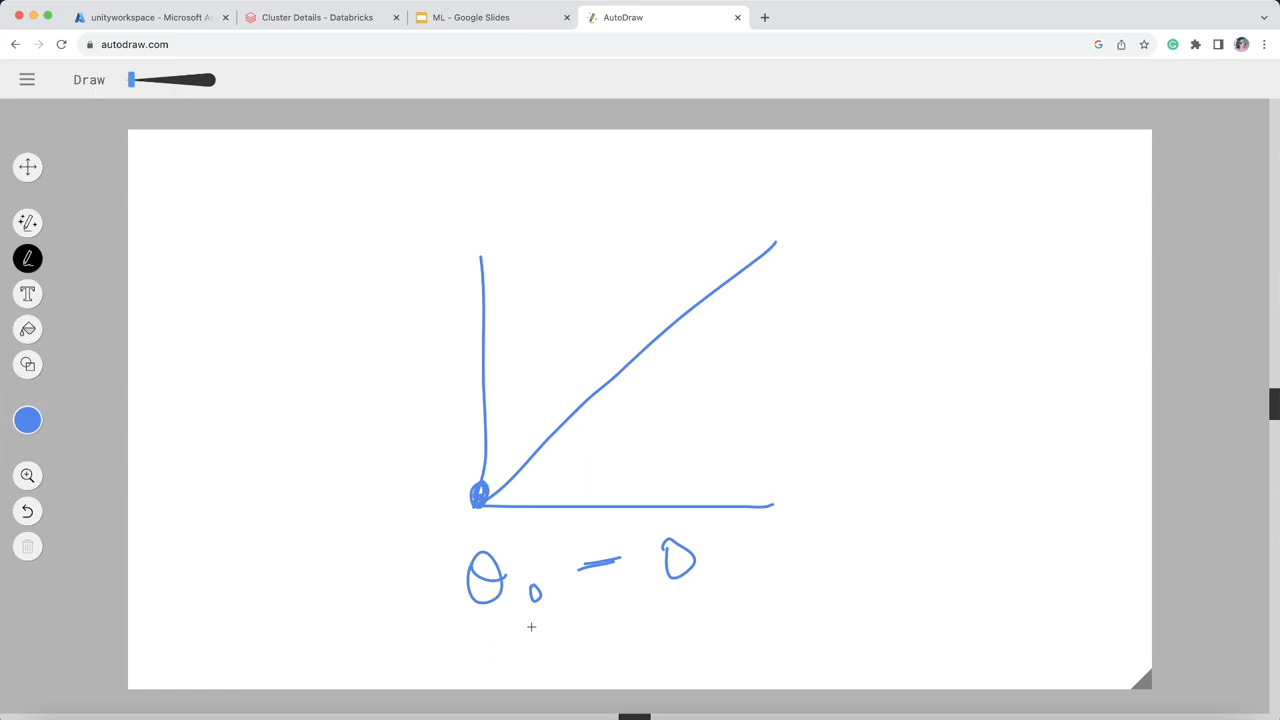 unityworkspace - Microsoft A
Cluster Details - Databricks
ML - Google Slides
AutoDraw
autodraw.com
Draw
θ₀ = 0